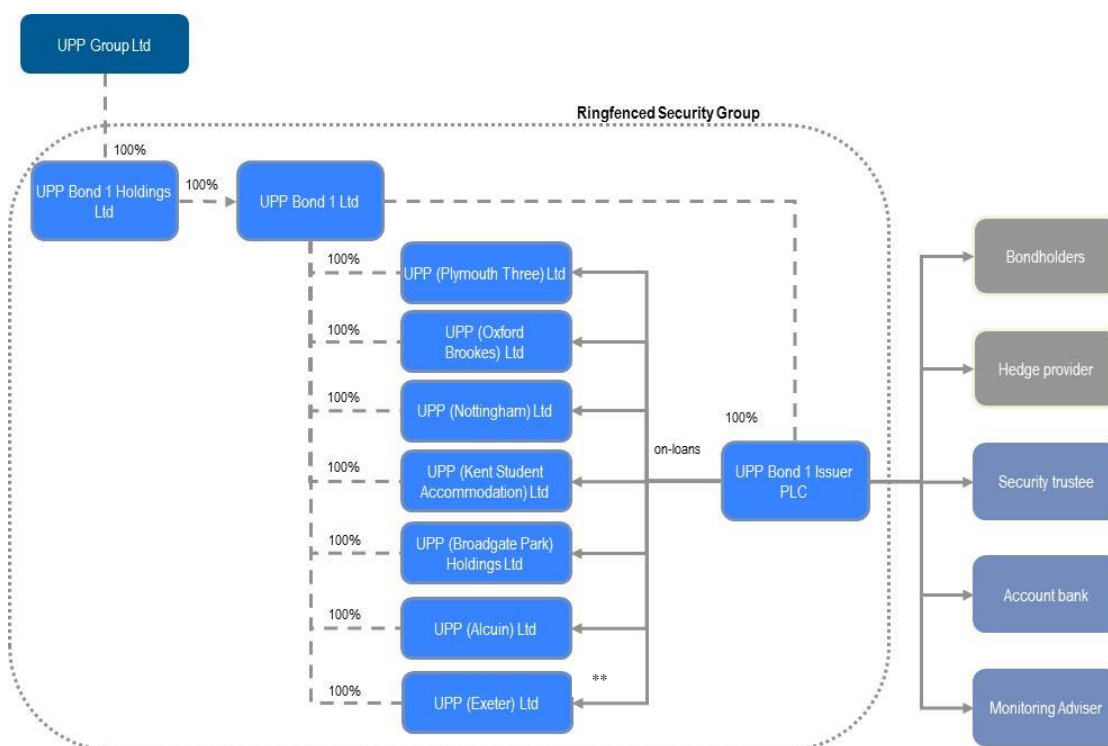 UPP Group Ltd
Ringfenced Security Group
100%
UPP Bond 1 Holdings
Ltd
100%
UPP Bond 1 Ltd
100%
UPP (Plymouth Three) Ltd
100%
UPP (Oxford
Brookes) Ltd
100%
UPP (Nottingham) Ltd
100%
UPP (Kent Student
Accommodation) Ltd
100%
UPP (Broadgate Park)
Holdings Ltd
100%
UPP (Alcuin) Ltd
100%
UPP (Exeter) Ltd
**
on-loans
100%
UPP Bond 1 Issuer
PLC
Bondholders
Hedge provider
Security trustee
Account bank
Monitoring Adviser